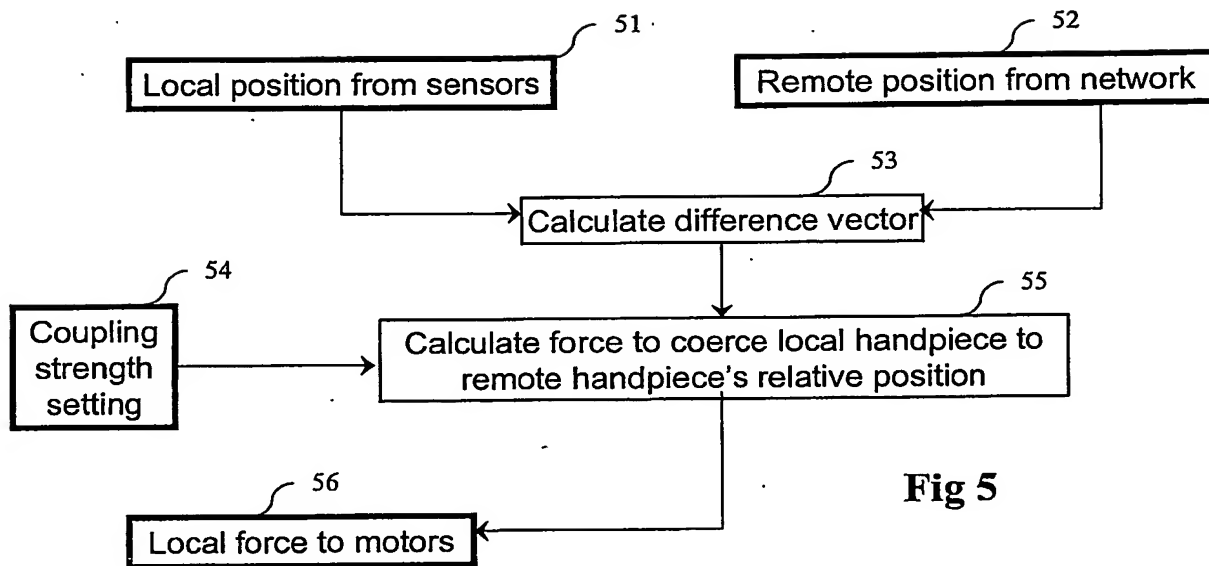 51
52
Local position from sensors
Remote position from network
53
Calculate difference vector
54
55
Coupling
strength
setting
Calculate force to coerce local handpiece to
remote handpiece's relative position
56
Local force to motors
Fig 5